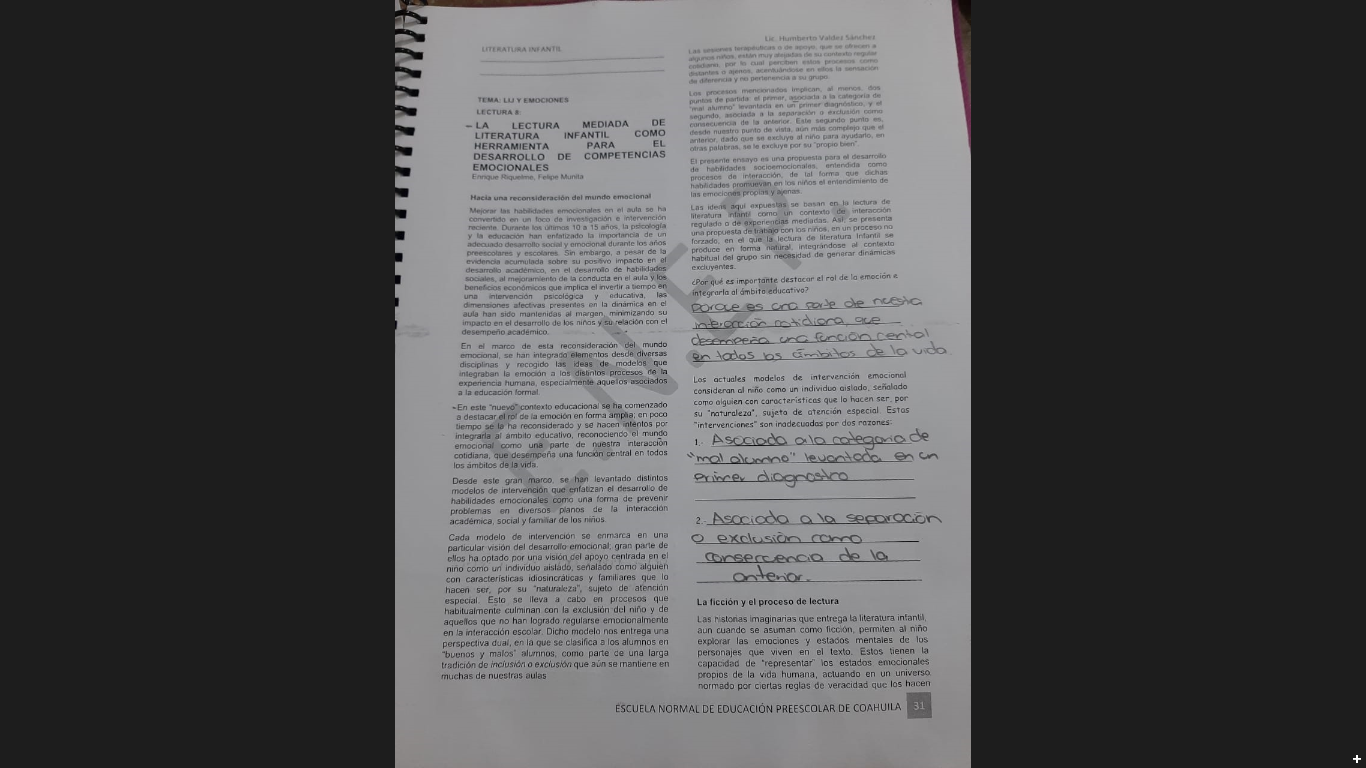 LITERATURA INFANTIL
TEMA: LIJ Y EMOCIONES
LECTURA 8:
LA LECTURA MEDIADA DE
LITERATURA INFANTIL COMO
HERRAMIENTA PARA EL
DESARROLLO DE COMPETENCIAS
EMOCIONALES
Enrique Riquelme, Felipe Munita
Hacia una reconsideración del mundo emocional
Mejorar las habilidades emocionales en el aula se ha
convertido en un foco de investigación e intervención
reciente. Durante los últimos 10 a 15 años, la psicología
y la educación han enfatizado la importancia de un
adecuado desarrollo social y emocional durante los años
preescolares y escolares. Sin embargo, a pesar de la
evidencia acumulada sobre su positivo impacto en el
desarrollo académico, en el desarrollo de habilidades
sociales, al mejoramiento de la conducta en el aula y los
beneficios económicos que implica el invertir a tiempo en
una intervención psicológica y educativa, las
dimensiones afectivas presentes en la dinámica en el
aula han sido mantenidas al margen, minimizando su
impacto en el desarrollo de los niños y su relación con el
desempeño académico.
En el marco de esta reconsideración del mundo
emocional, se han integrado elementos desde diversas
disciplinas y recogido las ideas de modelos que
integraban la emoción a los distintos procesos de la
experiencia humana, especialmente aquellos asociados
a la educación formal.
En este "nuevo" contexto educacional se ha comenzado
a destacar el rol de la emoción en forma amplia; en poco
tiempo se la ha reconsiderado y se hacen intentos por
integrarla al ámbito educativo, reconociendo el mundo
emocional como una parte de nuestra interacción
cotidiana, que desempeña una función central en todos
los ámbitos de la vida.
Desde este gran marco, se han levantado distintos
modelos de intervención que enfatizan el desarrollo de
habilidades emocionales como una forma de prevenir
problemas en diversos planos de la interacción
académica, social y familiar de los niños.
Cada modelo de intervención se enmarca en una
particular visión del desarrollo emocional; gran parte de
ellos ha optado por una visión del apoyo centrada en el
niño como un individuo aislado, señalado como alguien
con características idiosincráticas y familiares que lo
hacen ser, por su "naturaleza", sujeto de atención
especial. Esto se lleva a cabo en procesos que
habitualmente culminan con la exclusión del niño y de
aquellos que no han logrado regularse emocionalmente
en la interacción escolar. Dicho modelo nos entrega una
perspectiva dual, en la que se clasifica a los alumnos en
"buenos y malos" alumnos, como parte de una larga
tradición de inclusión o exclusión que aún se mantiene en
muchas de nuestras aulas
Lic. Humberto Valdez Sánchez
Las sesiones terapéuticas o de apoyo, que se ofrecen a
algunos niños, están muy alejadas de su contexto regular
cotidiano, por lo cual perciben estos procesos como
distantes o ajenos, acentuándose en ellos la sensación
de diferencia y no pertenencia a su grupo.
Los procesos mencionados implican, al menos, dos
puntos de partida: el primer, asociada a la categoría de
"mal alumno" levantada en un primer diagnóstico, y el
segundo, asociada a la separación o exclusión como
consecuencia de la anterior. Este segundo punto es,
desde nuestro punto de vista, aún más complejo que el
anterior, dado que se excluye al niño para ayudarlo, en
otras palabras, se le excluye por su "propio bien".
El presente ensayo es una propuesta para el desarrollo
de habilidades socioemocionales, entendida como
procesos de interacción, de tal forma que dichas
habilidades promuevan en los niños el entendimiento de
las emociones propias y ajenas.
Las ideas aquí expuestas se basan en la lectura de
literatura infantil como un contexto de interacción
regulado o de experiencias mediadas. Así, se presenta
una propuesta de trabajo con los niños, en un proceso no
forzado, en el que la lectura de literatura Infantil se
produce en forma natural, integrándose al contexto
habitual del grupo sin necesidad de generar dinámicas
excluyentes.
¿Por qué es importante destacar el rol de la emoción e
integrarla al ámbito educativo?
porque es una parte de nuestra
interacción cotidiana, que
desempeña una función central
en todos los ámbitos de la vida
Los actuales modelos de intervención emocional
consideran al niño como un individuo aislado, señalado
como alguien con características que lo hacen ser, por
su "naturaleza", sujeto de atención especial. Estas
"intervenciones" son inadecuadas por dos razones:
1.- Asociada a la categoria de
"mal alumno" levantada en un
primer diagnostico
2.- Asociada a la separación
o exclusión como
consecuencia de la
anterior.
La ficción y el proceso de lectura
Las historias imaginarias que entrega la literatura infantil,
aun cuando se asuman como ficción, permiten al niño
explorar las emociones y estados mentales de los
personajes que viven en el texto. Estos tienen la
capacidad de "representar" los estados emocionales
propios de la vida humana, actuando en un universo
normado por ciertas reglas de veracidad que los hacen
ESCUELA NORMAL DE EDUCACIÓN PREESCOLAR DE COAHUILA 31
E.N.E.P.